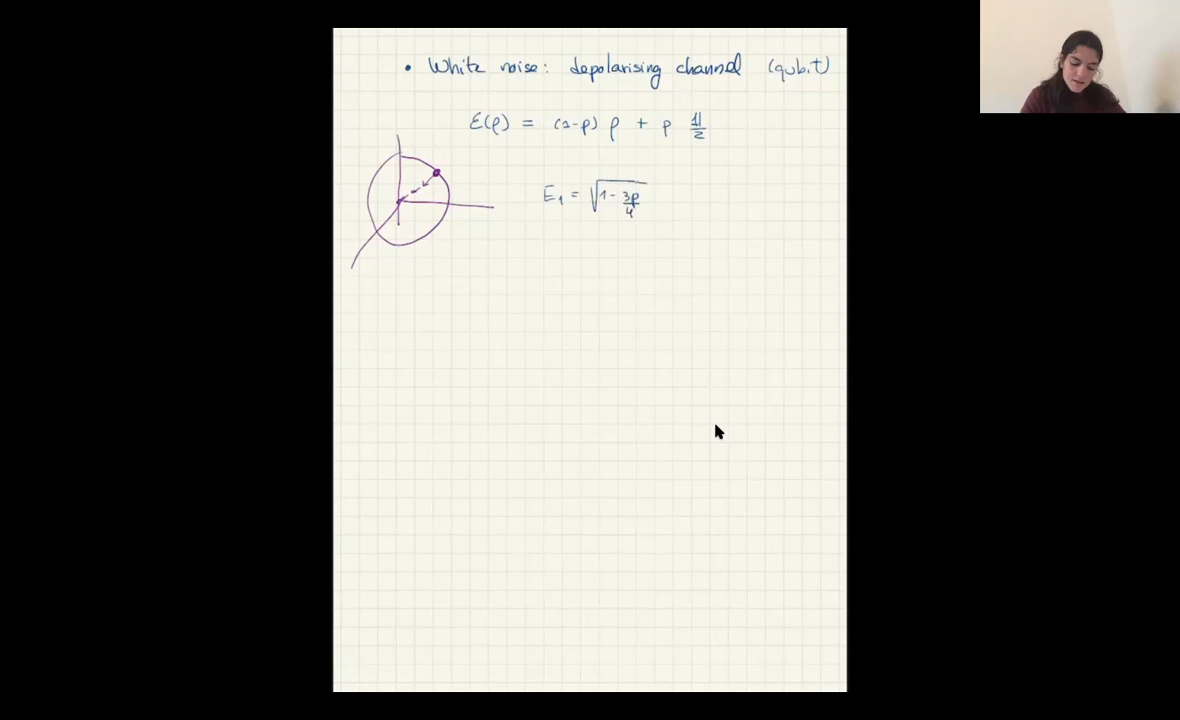 • White noise: depolarising channel (qubit)
ℰ(ρ) = (1-p) ρ + p 𝟙/2
E₁ = √(1 - 3p/4)